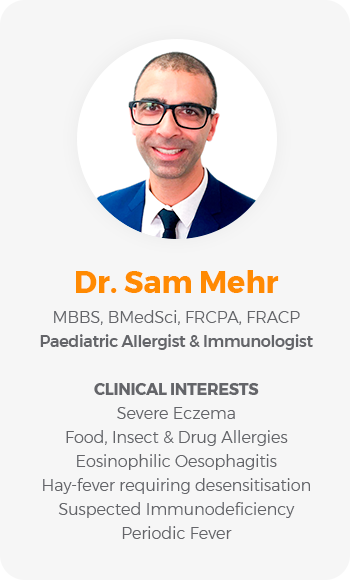 Dr. Sam Mehr
MBBS, BMedSci, FRCPA, FRACP
Paediatric Allergist & Immunologist
CLINICAL INTERESTS
Severe Eczema
Food, Insect & Drug Allergies
Eosinophilic Oesophagitis
Hay-fever requiring desensitisation
Suspected Immunodeficiency
Periodic Fever